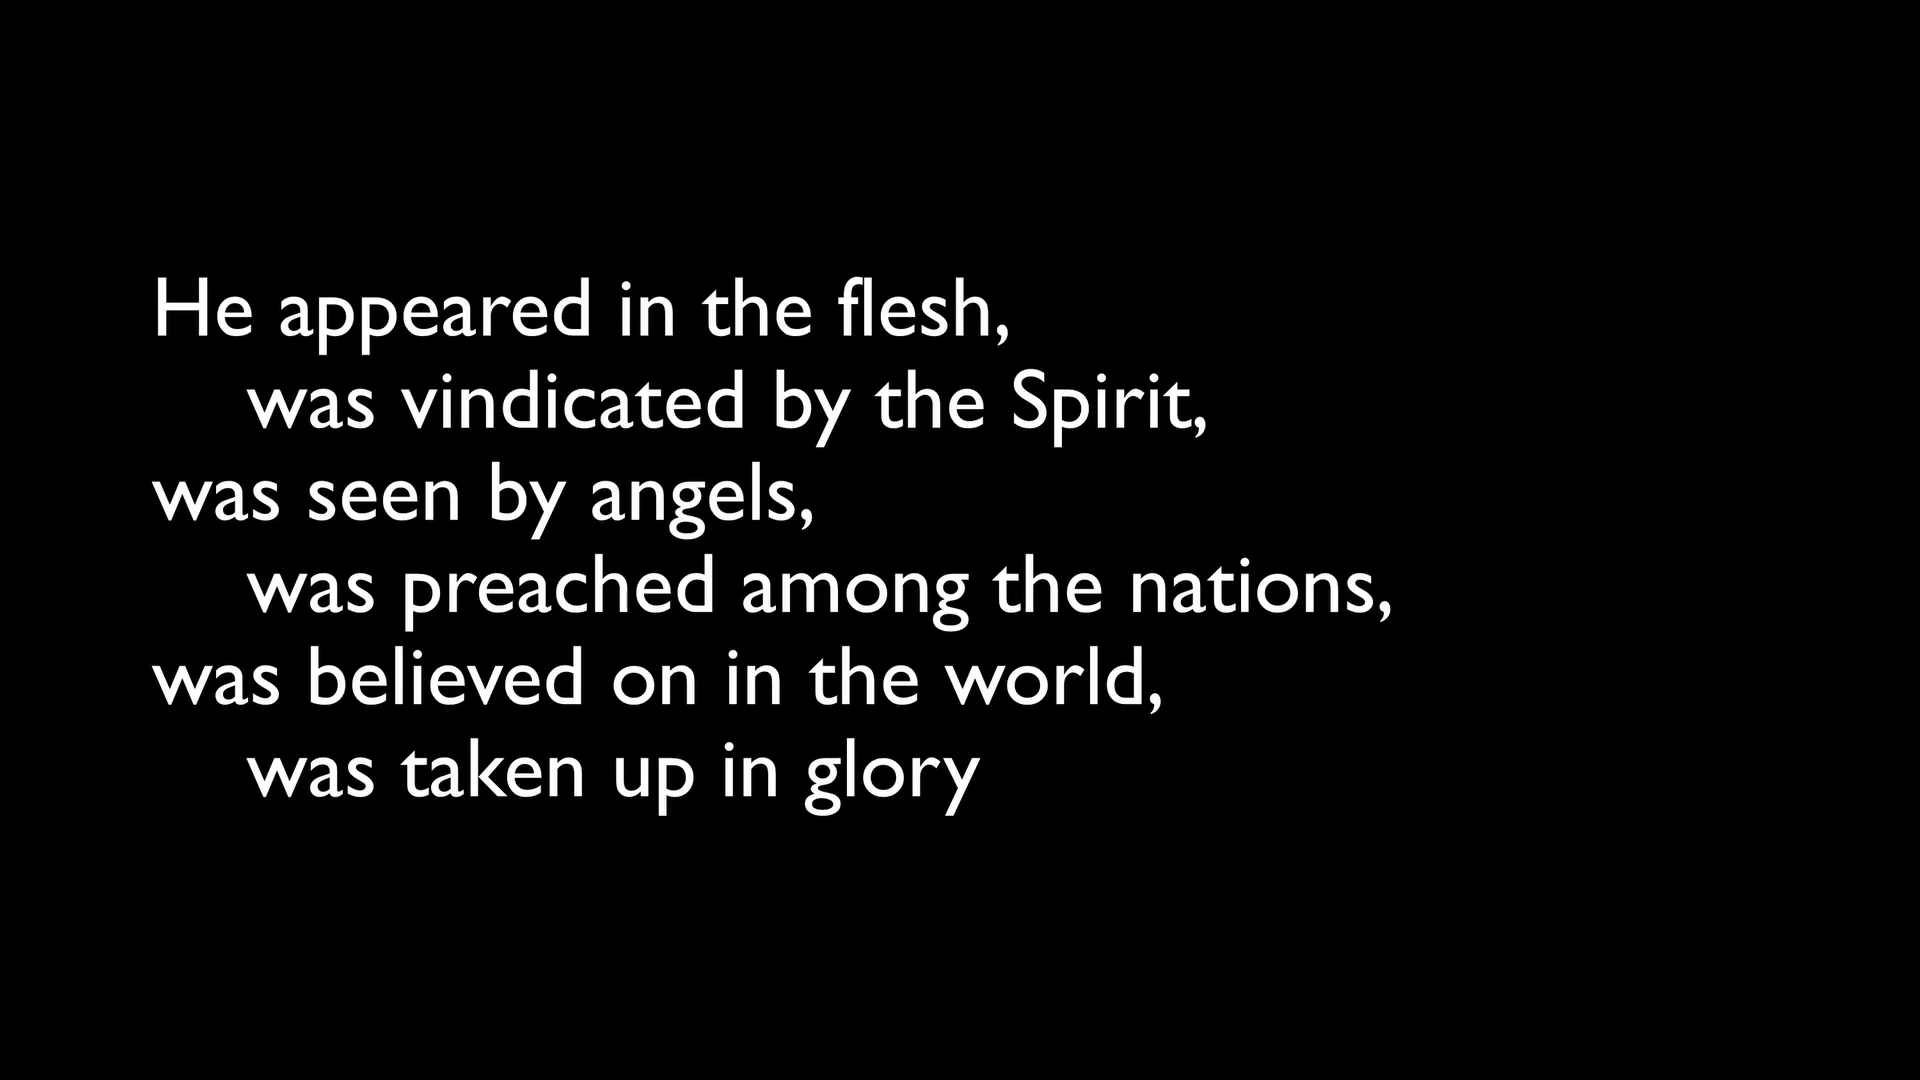 He appeared in the flesh,
was vindicated by the Spirit,
was seen by angels,
was preached among the nations,
was believed on in the world,
was taken up in glory